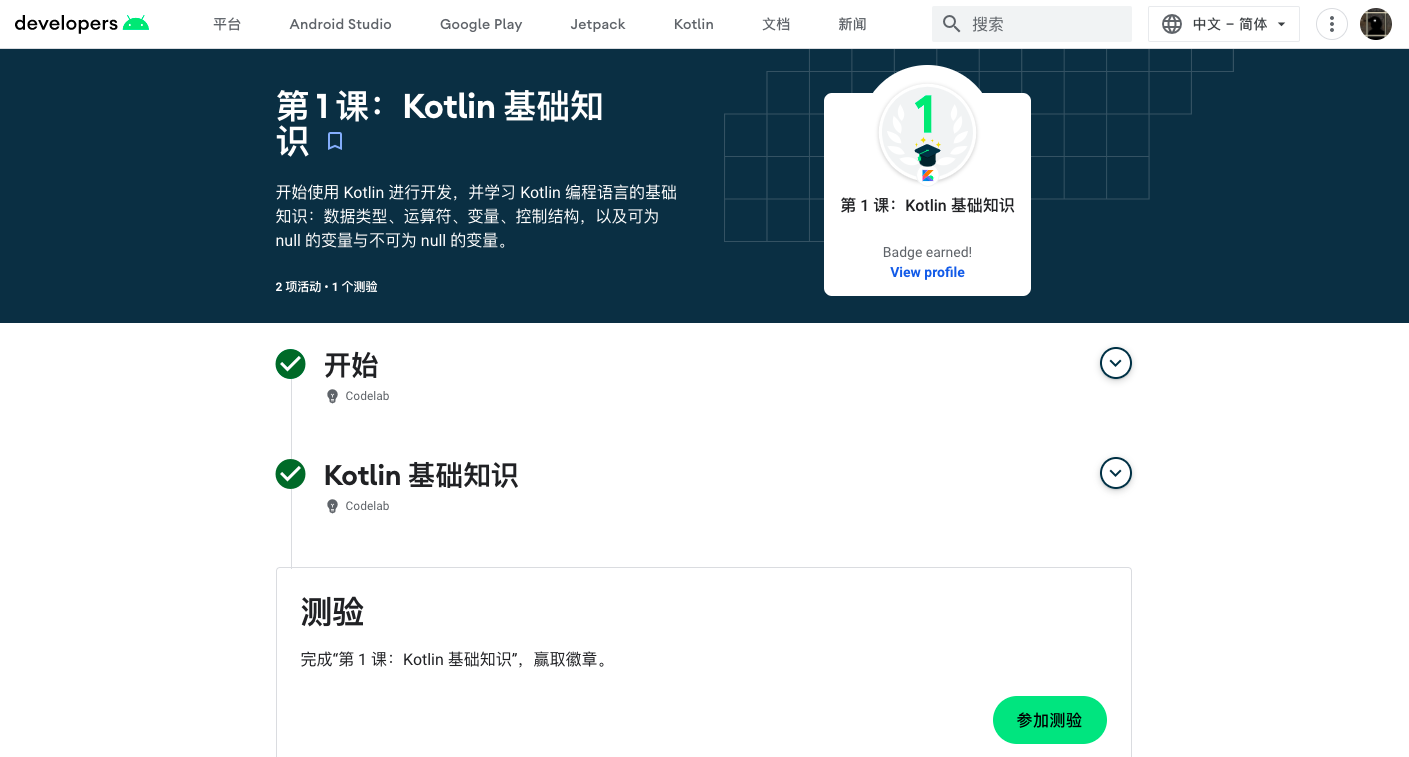 developers
平台 Android Studio Google Play Jetpack Kotlin 文档 新闻 搜索 中文 – 简体
第 1 课：Kotlin 基础知
识
开始使用 Kotlin 进行开发，并学习 Kotlin 编程语言的基础
知识：数据类型、运算符、变量、控制结构，以及可为
null 的变量与不可为 null 的变量。
2 项活动 • 1 个测验
1
第 1 课：Kotlin 基础知识
Badge earned!
View profile
开始
Codelab
Kotlin 基础知识
Codelab
测验
完成“第 1 课：Kotlin 基础知识”，赢取徽章。
参加测验